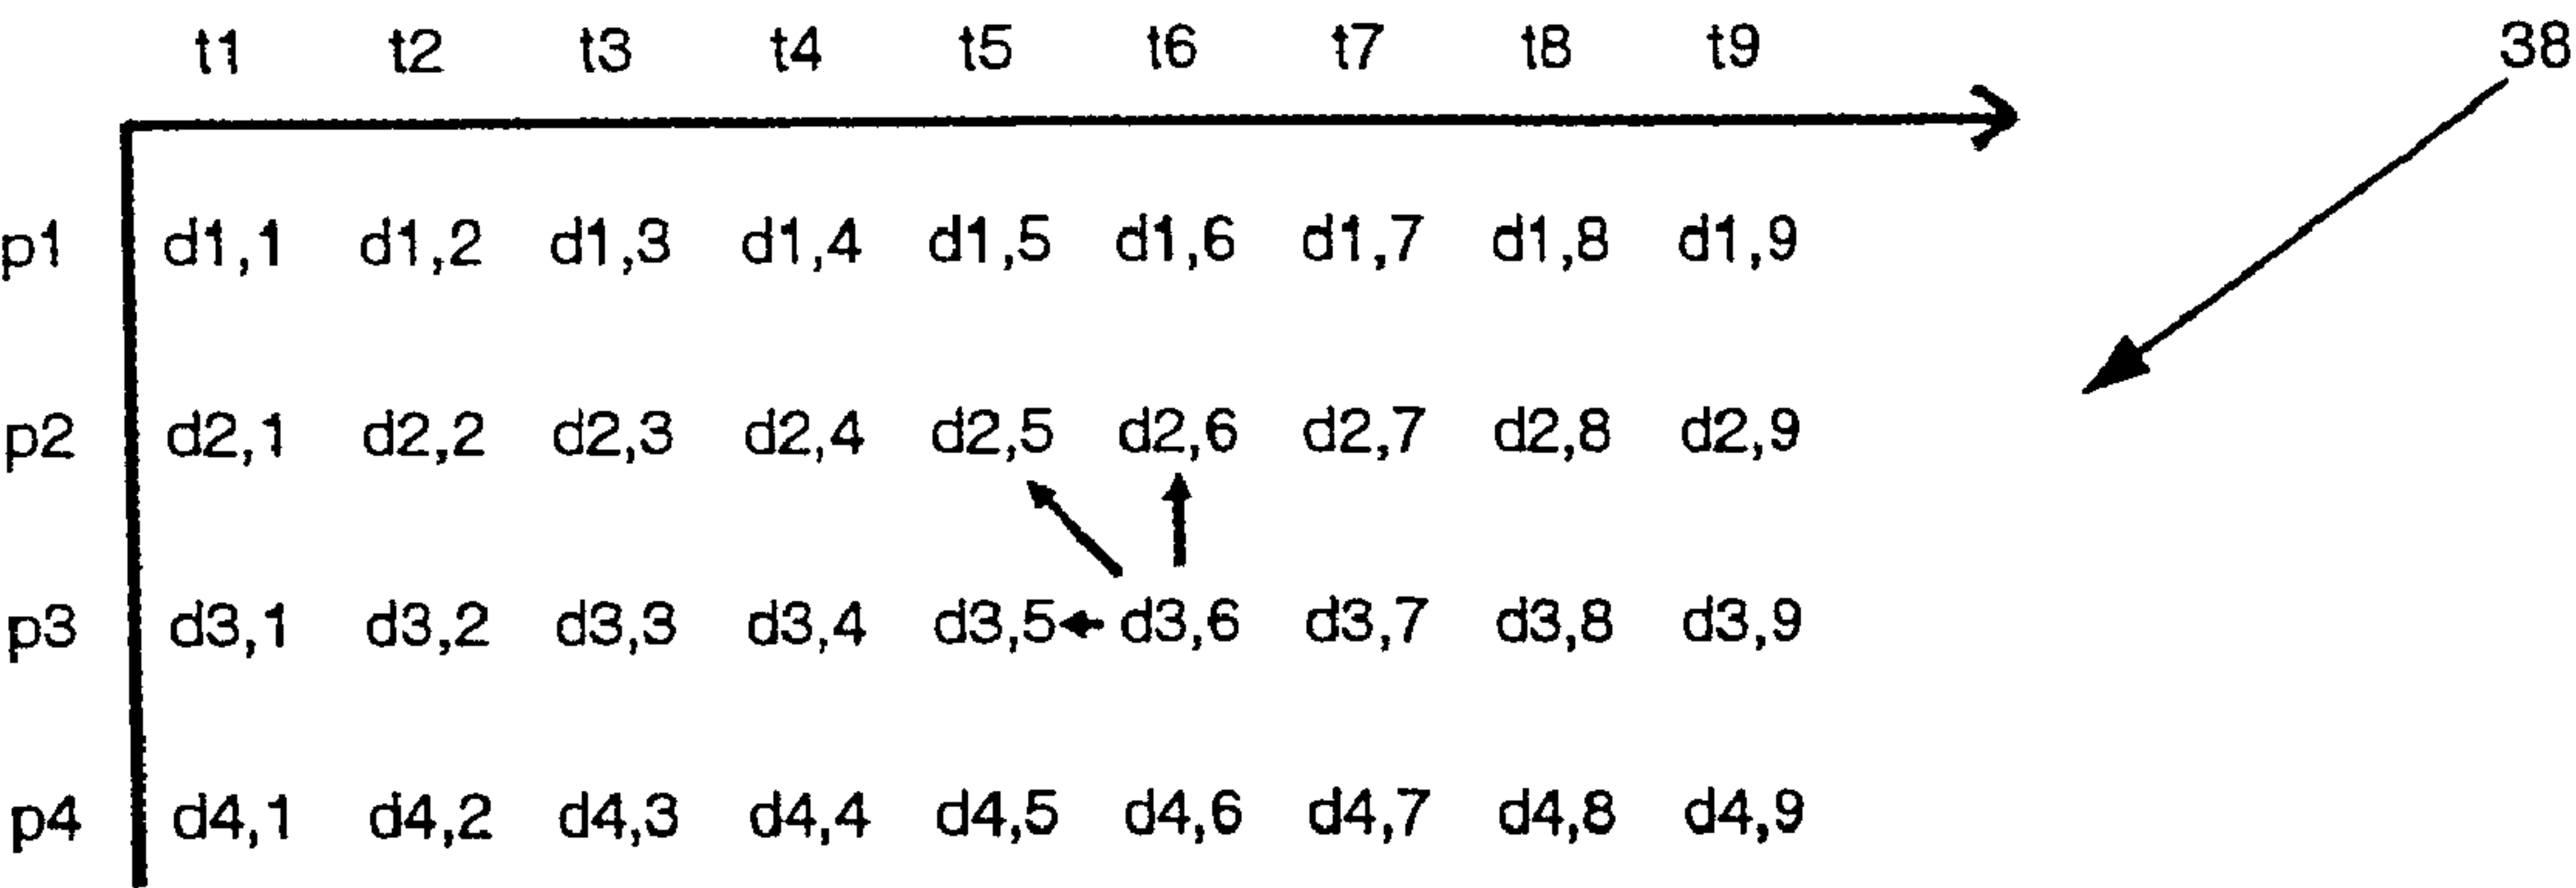 t1 t2 t3 t4 t5 t6 t7 t8 t9 38
p1 d1,1 d1,2 d1,3 d1,4 d1,5 d1,6 d1,7 d1,8 d1,9
p2 d2,1 d2,2 d2,3 d2,4 d2,5 d2,6 d2,7 d2,8 d2,9
p3 d3,1 d3,2 d3,3 d3,4 d3,5 d3,6 d3,7 d3,8 d3,9
p4 d4,1 d4,2 d4,3 d4,4 d4,5 d4,6 d4,7 d4,8 d4,9